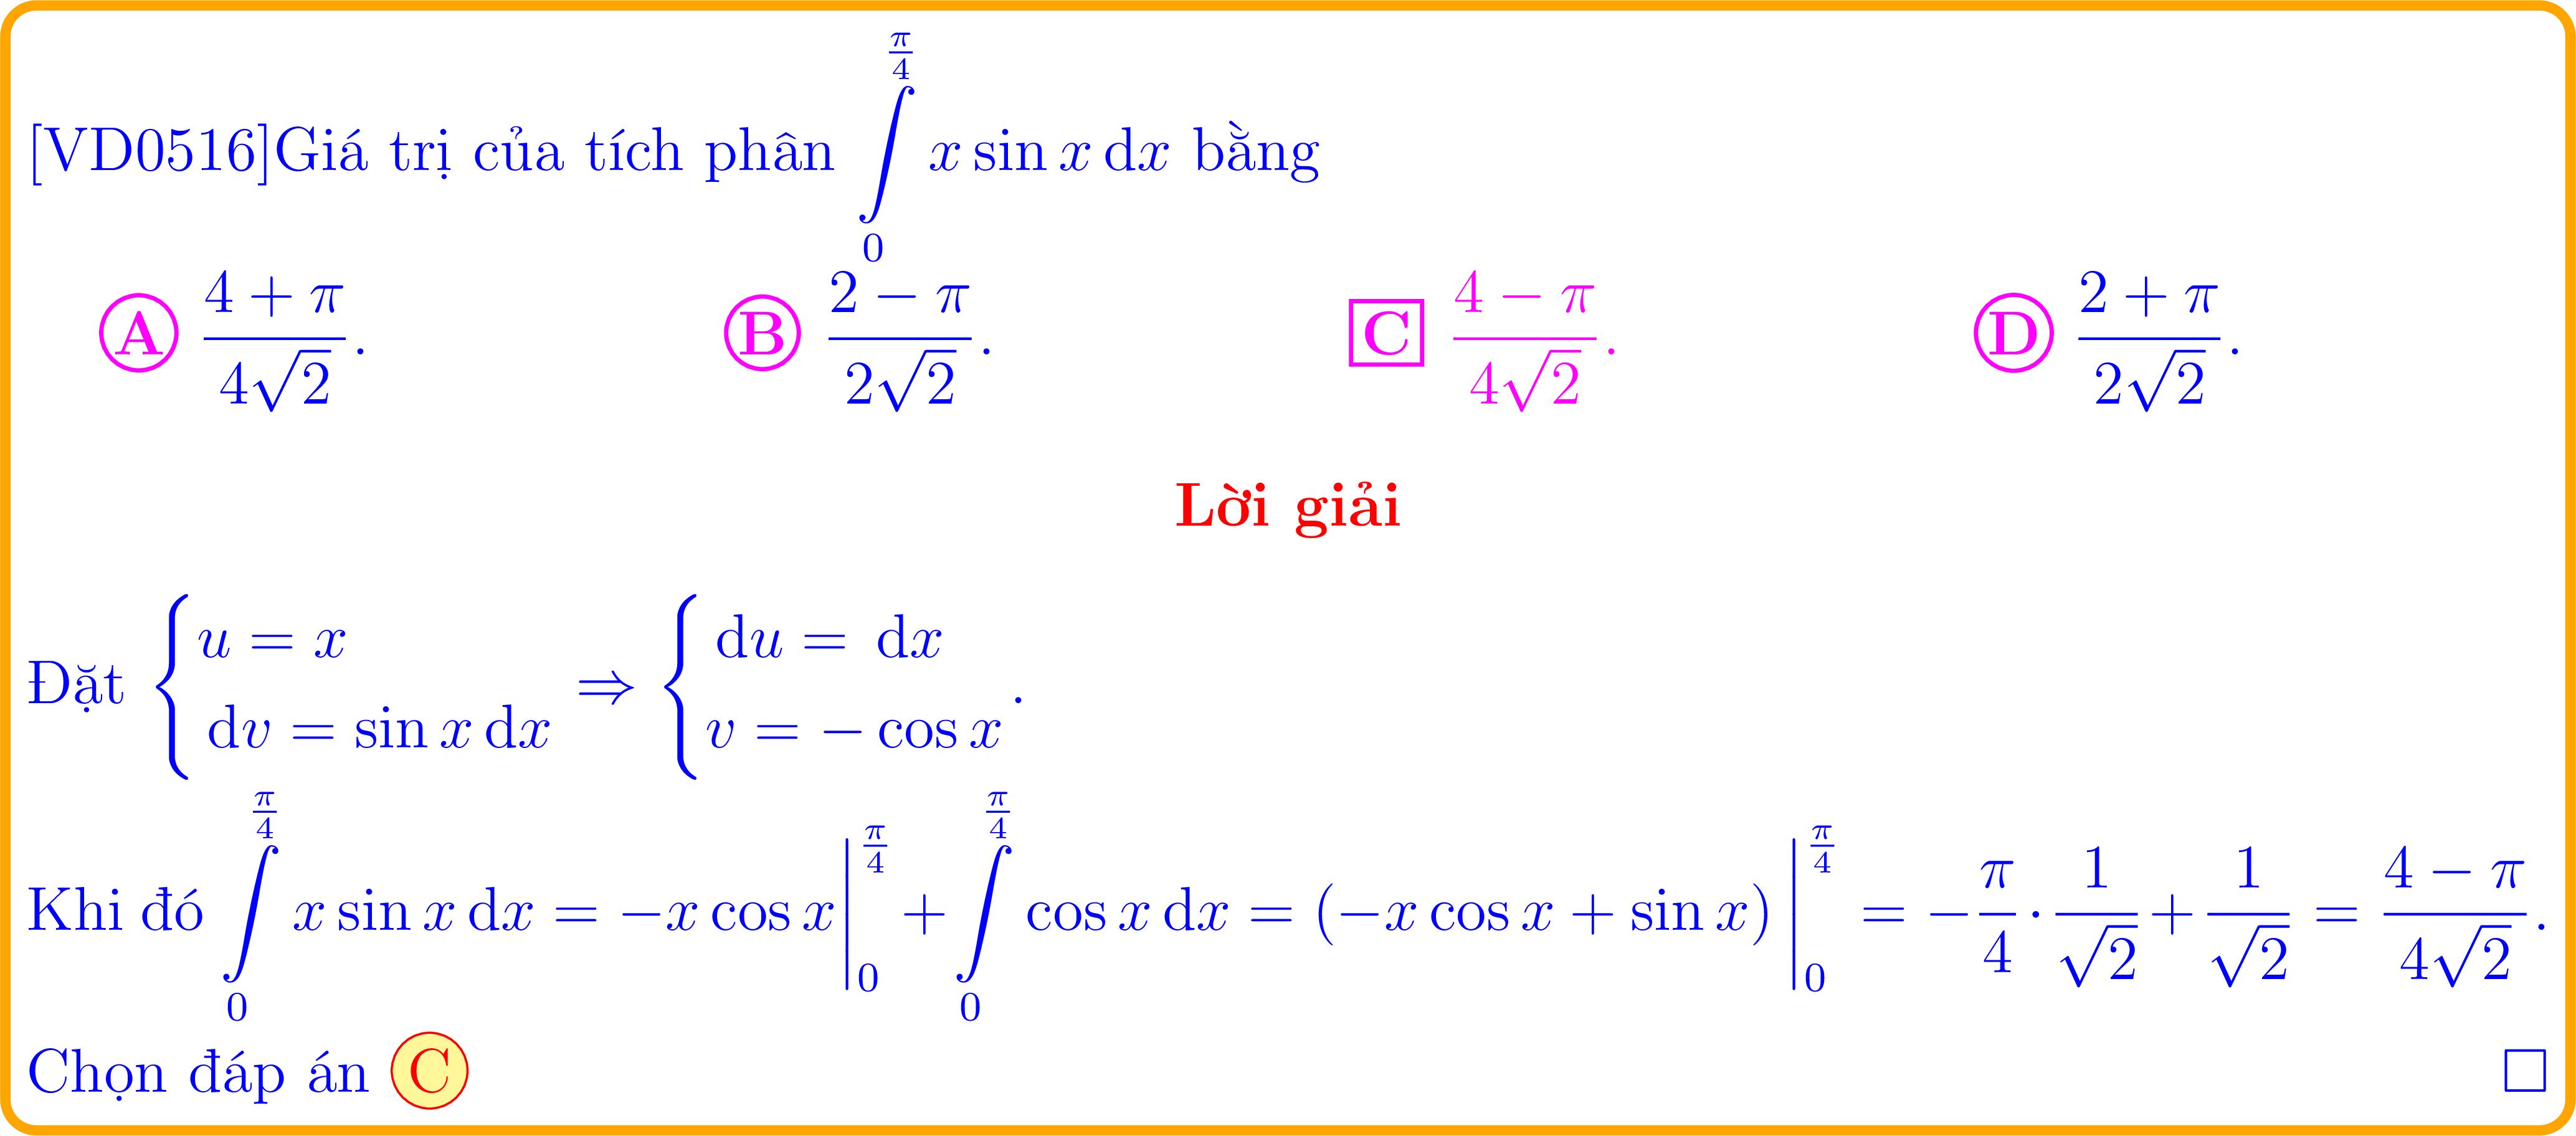 [VD0516]Giá trị của tích phân $\int\limits_0^{\frac{\pi}{4}} x \sin x \, \mathrm{d}x$ bằng
Ⓐ $\frac{4+\pi}{4\sqrt{2}}$. Ⓑ $\frac{2-\pi}{2\sqrt{2}}$. C $\frac{4-\pi}{4\sqrt{2}}$. Ⓓ $\frac{2+\pi}{2\sqrt{2}}$.
Lời giải
Đặt $\begin{cases} u = x \\ \mathrm{d}v = \sin x \, \mathrm{d}x \end{cases} \Rightarrow \begin{cases} \mathrm{d}u = \mathrm{d}x \\ v = -\cos x \end{cases}$.
Khi đó $\int\limits_0^{\frac{\pi}{4}} x \sin x \, \mathrm{d}x = -x \cos x \Big|_0^{\frac{\pi}{4}} + \int\limits_0^{\frac{\pi}{4}} \cos x \, \mathrm{d}x = (-x \cos x + \sin x) \Big|_0^{\frac{\pi}{4}} = -\frac{\pi}{4} \cdot \frac{1}{\sqrt{2}} + \frac{1}{\sqrt{2}} = \frac{4-\pi}{4\sqrt{2}}$.
Chọn đáp án Ⓒ □